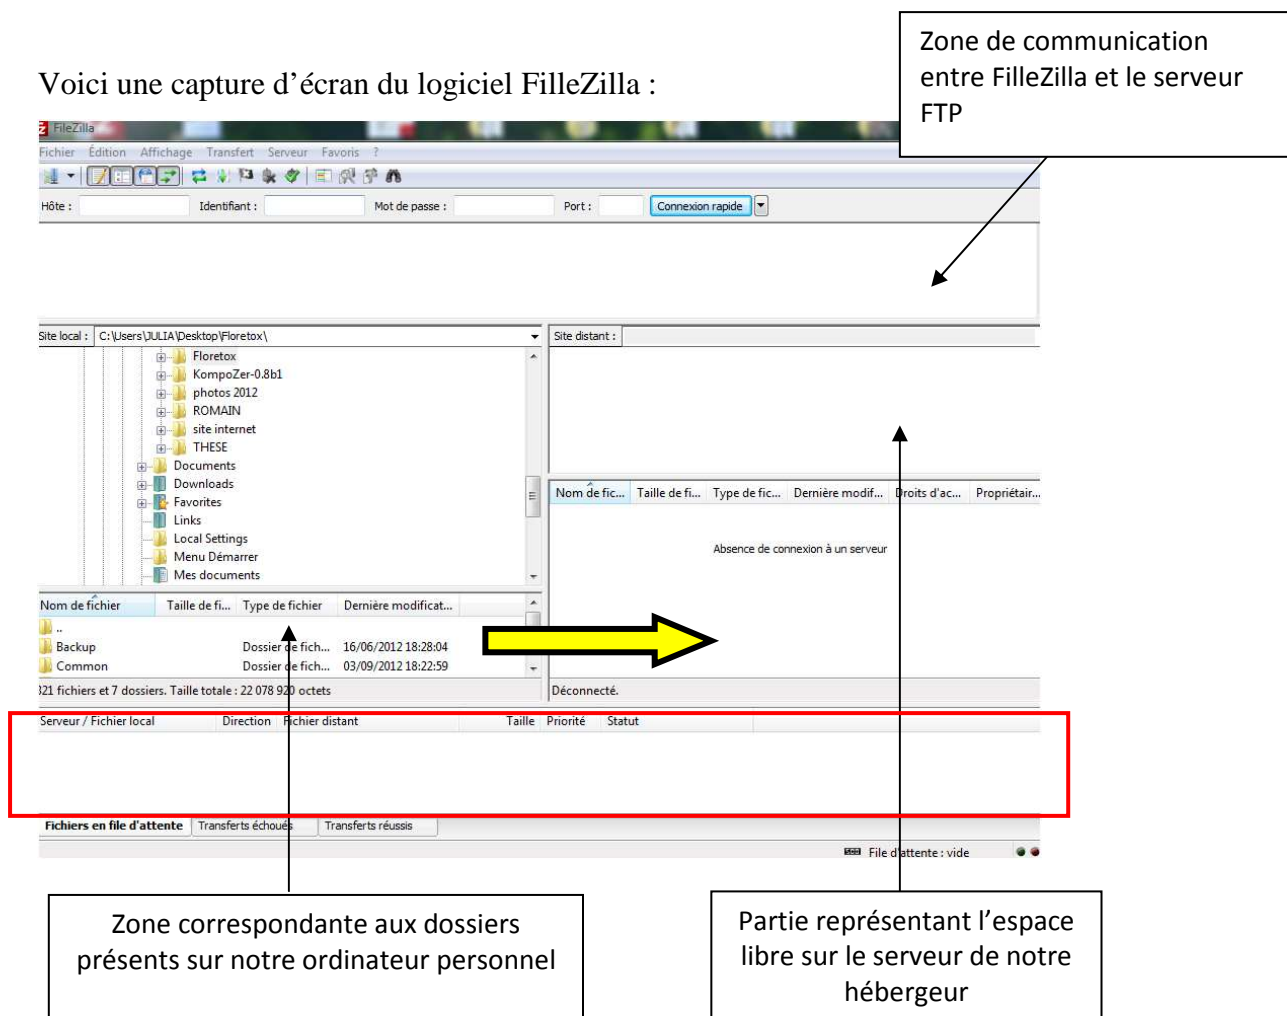 Zone de communication
entre FilleZilla et le serveur
FTP
Voici une capture d’écran du logiciel FilleZilla :
FileZilla
Fichier Édition Affichage Transfert Serveur Favoris ?
Hôte : Identifiant : Mot de passe : Port : Connexion rapide
Site local : C:\Users\JULIA\Desktop\Floretox\
Site distant :
Floretox
KompoZer-0.8b1
photos 2012
ROMAIN
site internet
THESE
Documents
Downloads
Favorites
Links
Local Settings
Menu Démarrer
Mes documents
Nom de fic... Taille de fi... Type de fic... Dernière modif... Droits d'ac... Propriétair...
Absence de connexion à un serveur
Nom de fichier Taille de fi... Type de fichier Dernière modificat...
..
Backup Dossier de fich... 16/06/2012 18:28:04
Common Dossier de fich... 03/09/2012 18:22:59
321 fichiers et 7 dossiers. Taille totale : 22 078 920 octets
Déconnecté.
Serveur / Fichier local Direction Fichier distant Taille Priorité Statut
Fichiers en file d'attente Transferts échoués Transferts réussis
File d'attente : vide
Zone correspondante aux dossiers
présents sur notre ordinateur personnel
Partie représentant l’espace
libre sur le serveur de notre
hébergeur